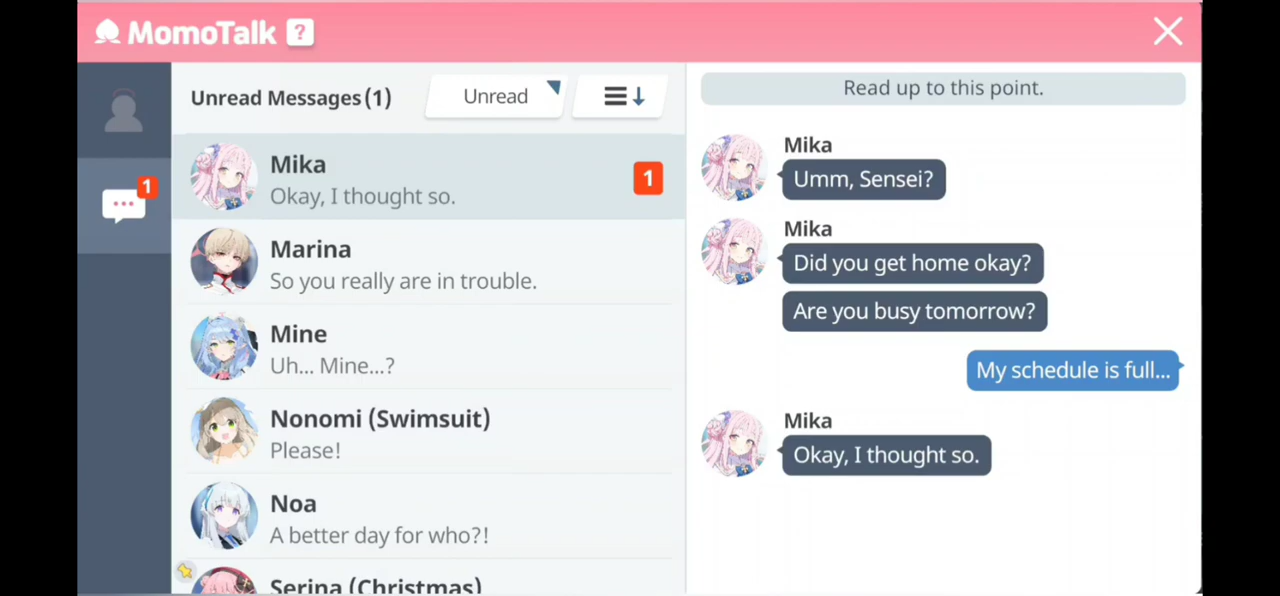 MomoTalk ?
Unread Messages (1)
Unread
1
Mika
Okay, I thought so.
1
Marina
So you really are in trouble.
Mine
Uh... Mine...?
Nonomi (Swimsuit)
Please!
Noa
A better day for who?!
Serina (Christmas)
Read up to this point.
Mika
Umm, Sensei?
Mika
Did you get home okay?
Are you busy tomorrow?
My schedule is full...
Mika
Okay, I thought so.